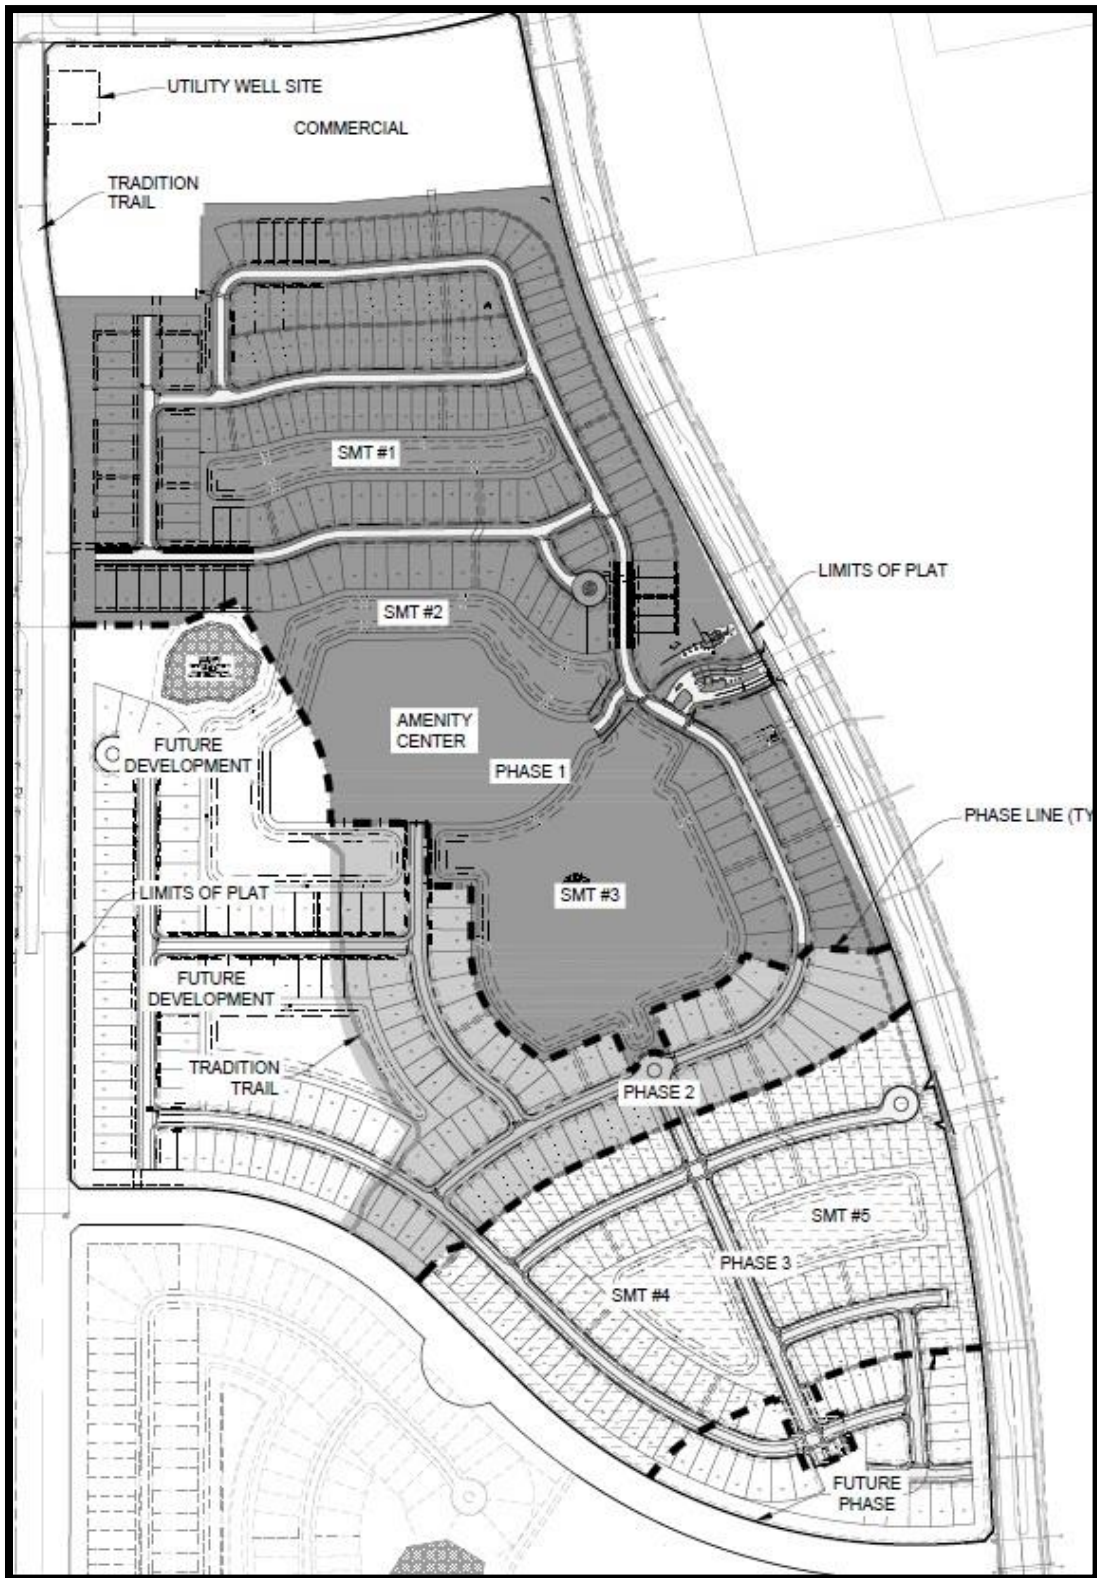 UTILITY WELL SITE
COMMERCIAL
TRADITION
TRAIL
SMT #1
LIMITS OF PLAT
SMT #2
AMENITY
CENTER
FUTURE
DEVELOPMENT
PHASE 1
PHASE LINE (TY
LIMITS OF PLAT
SMT #3
FUTURE
DEVELOPMENT
TRADITION
TRAIL
PHASE 2
SMT #5
PHASE 3
SMT #4
FUTURE
PHASE